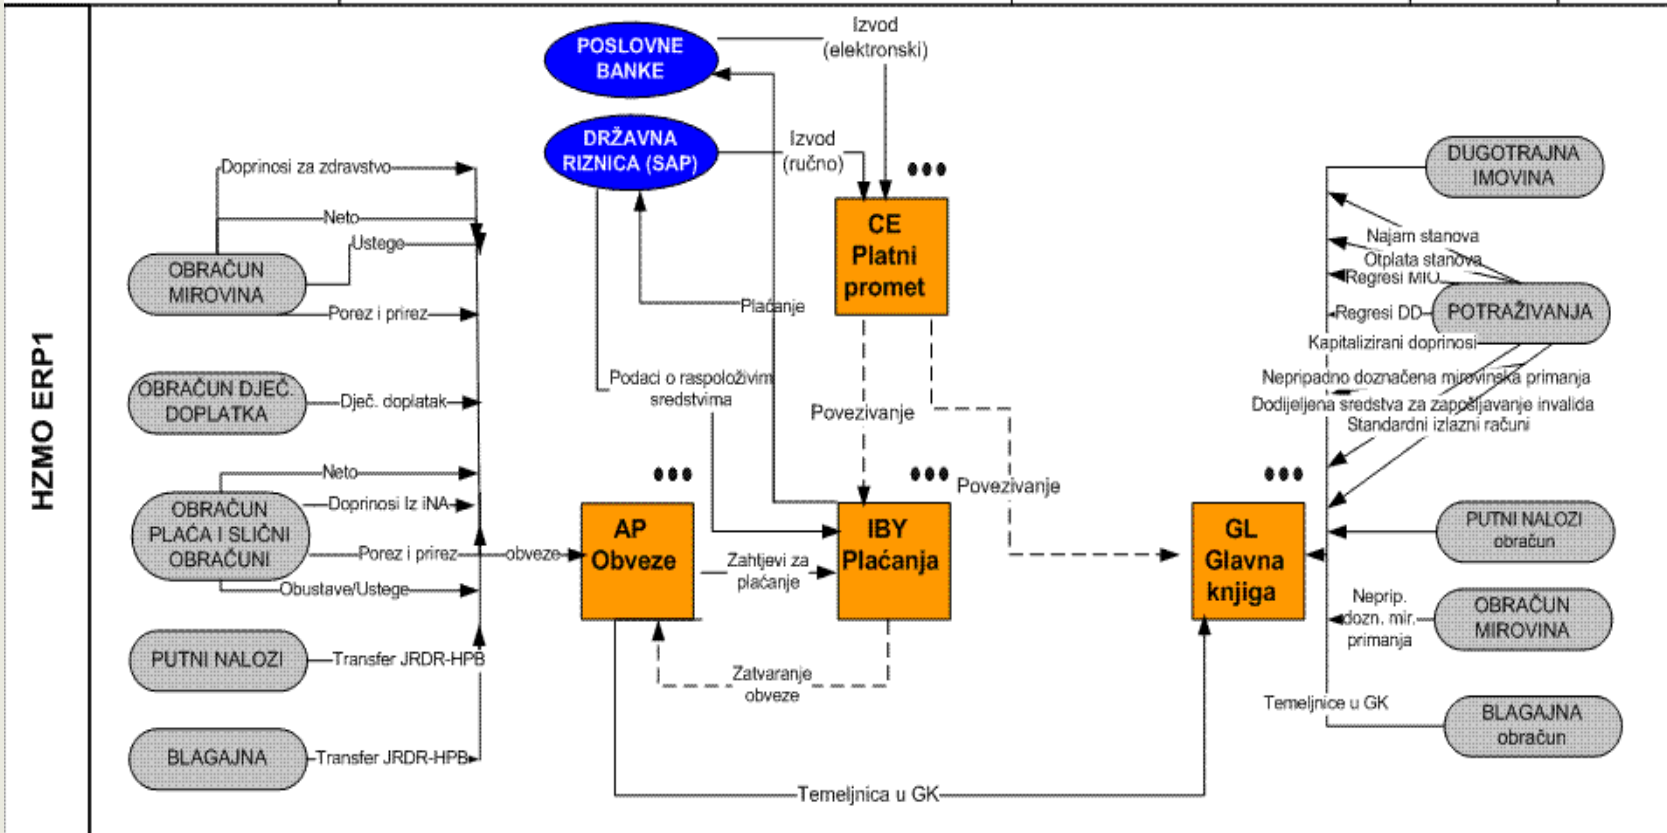 HZMO ERP1
POSLOVNE
BANKE
Izvod
(elektronski)
DRŽAVNA
RIZNICA (SAP)
Izvod
(ručno)
Doprinosi za zdravstvo
Neto
Ustege
OBRAČUN
MIROVINA
Porez i prirez
OBRAČUN DJEČ.
DOPLATKA
Dječ. doplatak
Neto
Doprinosi Iz iNA
OBRAČUN
PLAĆA I SLIČNI
OBRAČUNI
Porez i prirez
obveze
Obustave/Ustege
PUTNI NALOZI
Transfer JRDR-HPB
BLAGAJNA
Transfer JRDR-HPB
CE
Platni
promet
Plaćanje
Podaci o raspoloživim
sredstvima
Povezivanje
Povezivanje
AP
Obveze
Zahtjevi za
plaćanje
IBY
Plaćanja
Zatvaranje
obveze
Temeljnica u GK
GL
Glavna
knjiga
DUGOTRAJNA
IMOVINA
Najam stanova
Otplata stanova
Regresi MIO
Regresi DD
POTRAŽIVANJA
Kapitalizirani doprinosi
Nepripadno doznačena mirovinska primanja
Dodijeljena sredstva za zapošljavanje invalida
Standardni izlazni računi
PUTNI NALOZI
obračun
Neprip.
dozn. mir.
primanja
OBRAČUN
MIROVINA
Temeljnice u GK
BLAGAJNA
obračun